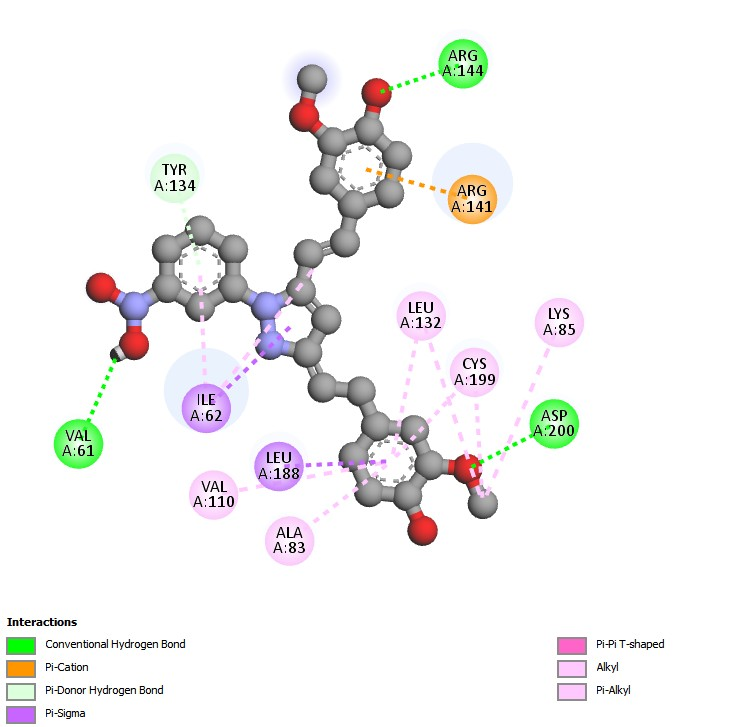 ARG
A:144
TYR
A:134
ARG
A:141
LEU
A:132
LYS
A:85
CYS
A:199
ILE
A:62
ASP
A:200
VAL
A:61
LEU
A:188
VAL
A:110
ALA
A:83
Interactions
Conventional Hydrogen Bond
Pi-Cation
Pi-Donor Hydrogen Bond
Pi-Sigma
Pi-Pi T-shaped
Alkyl
Pi-Alkyl